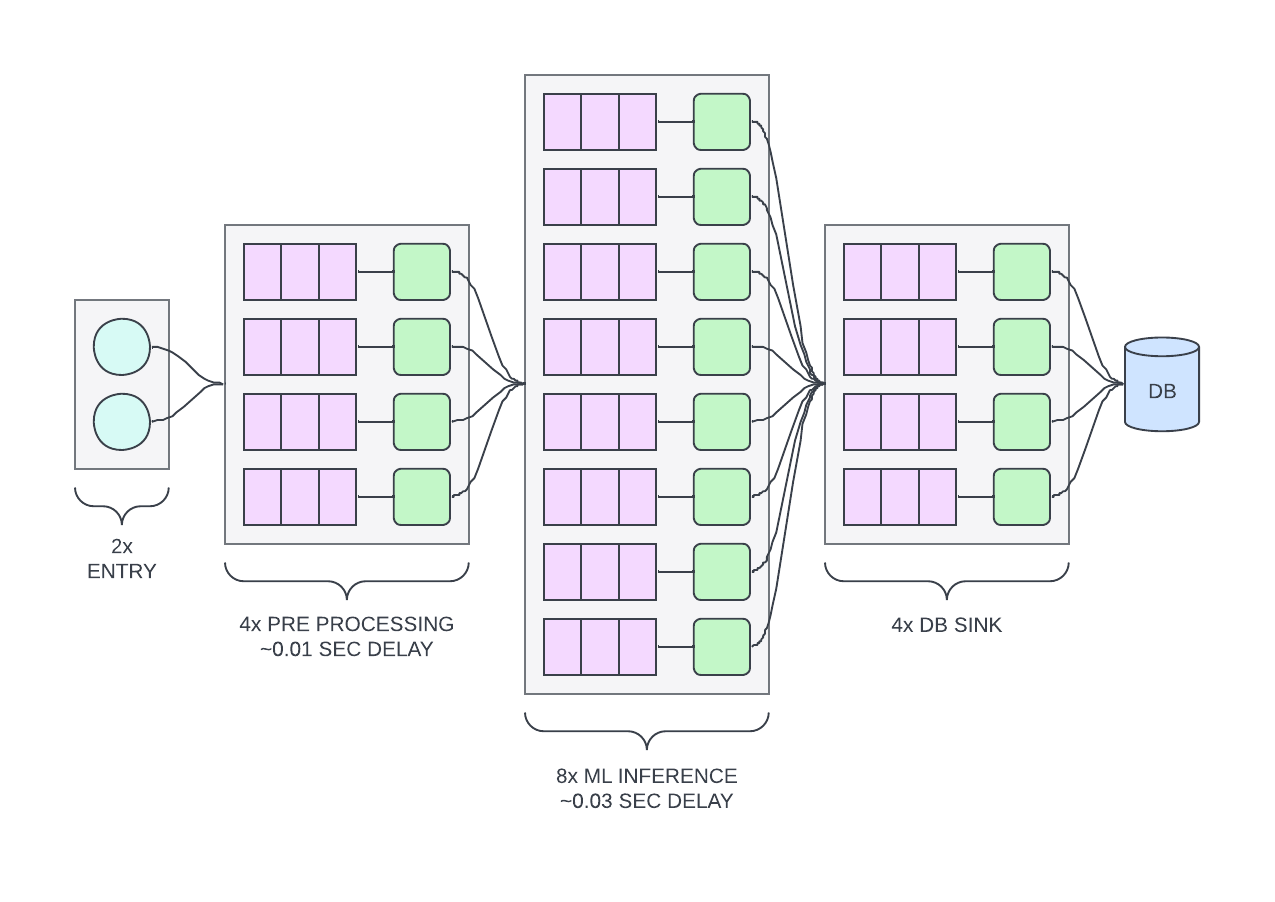 2x
ENTRY
4x PRE PROCESSING
~0.01 SEC DELAY
8x ML INFERENCE
~0.03 SEC DELAY
4x DB SINK
DB